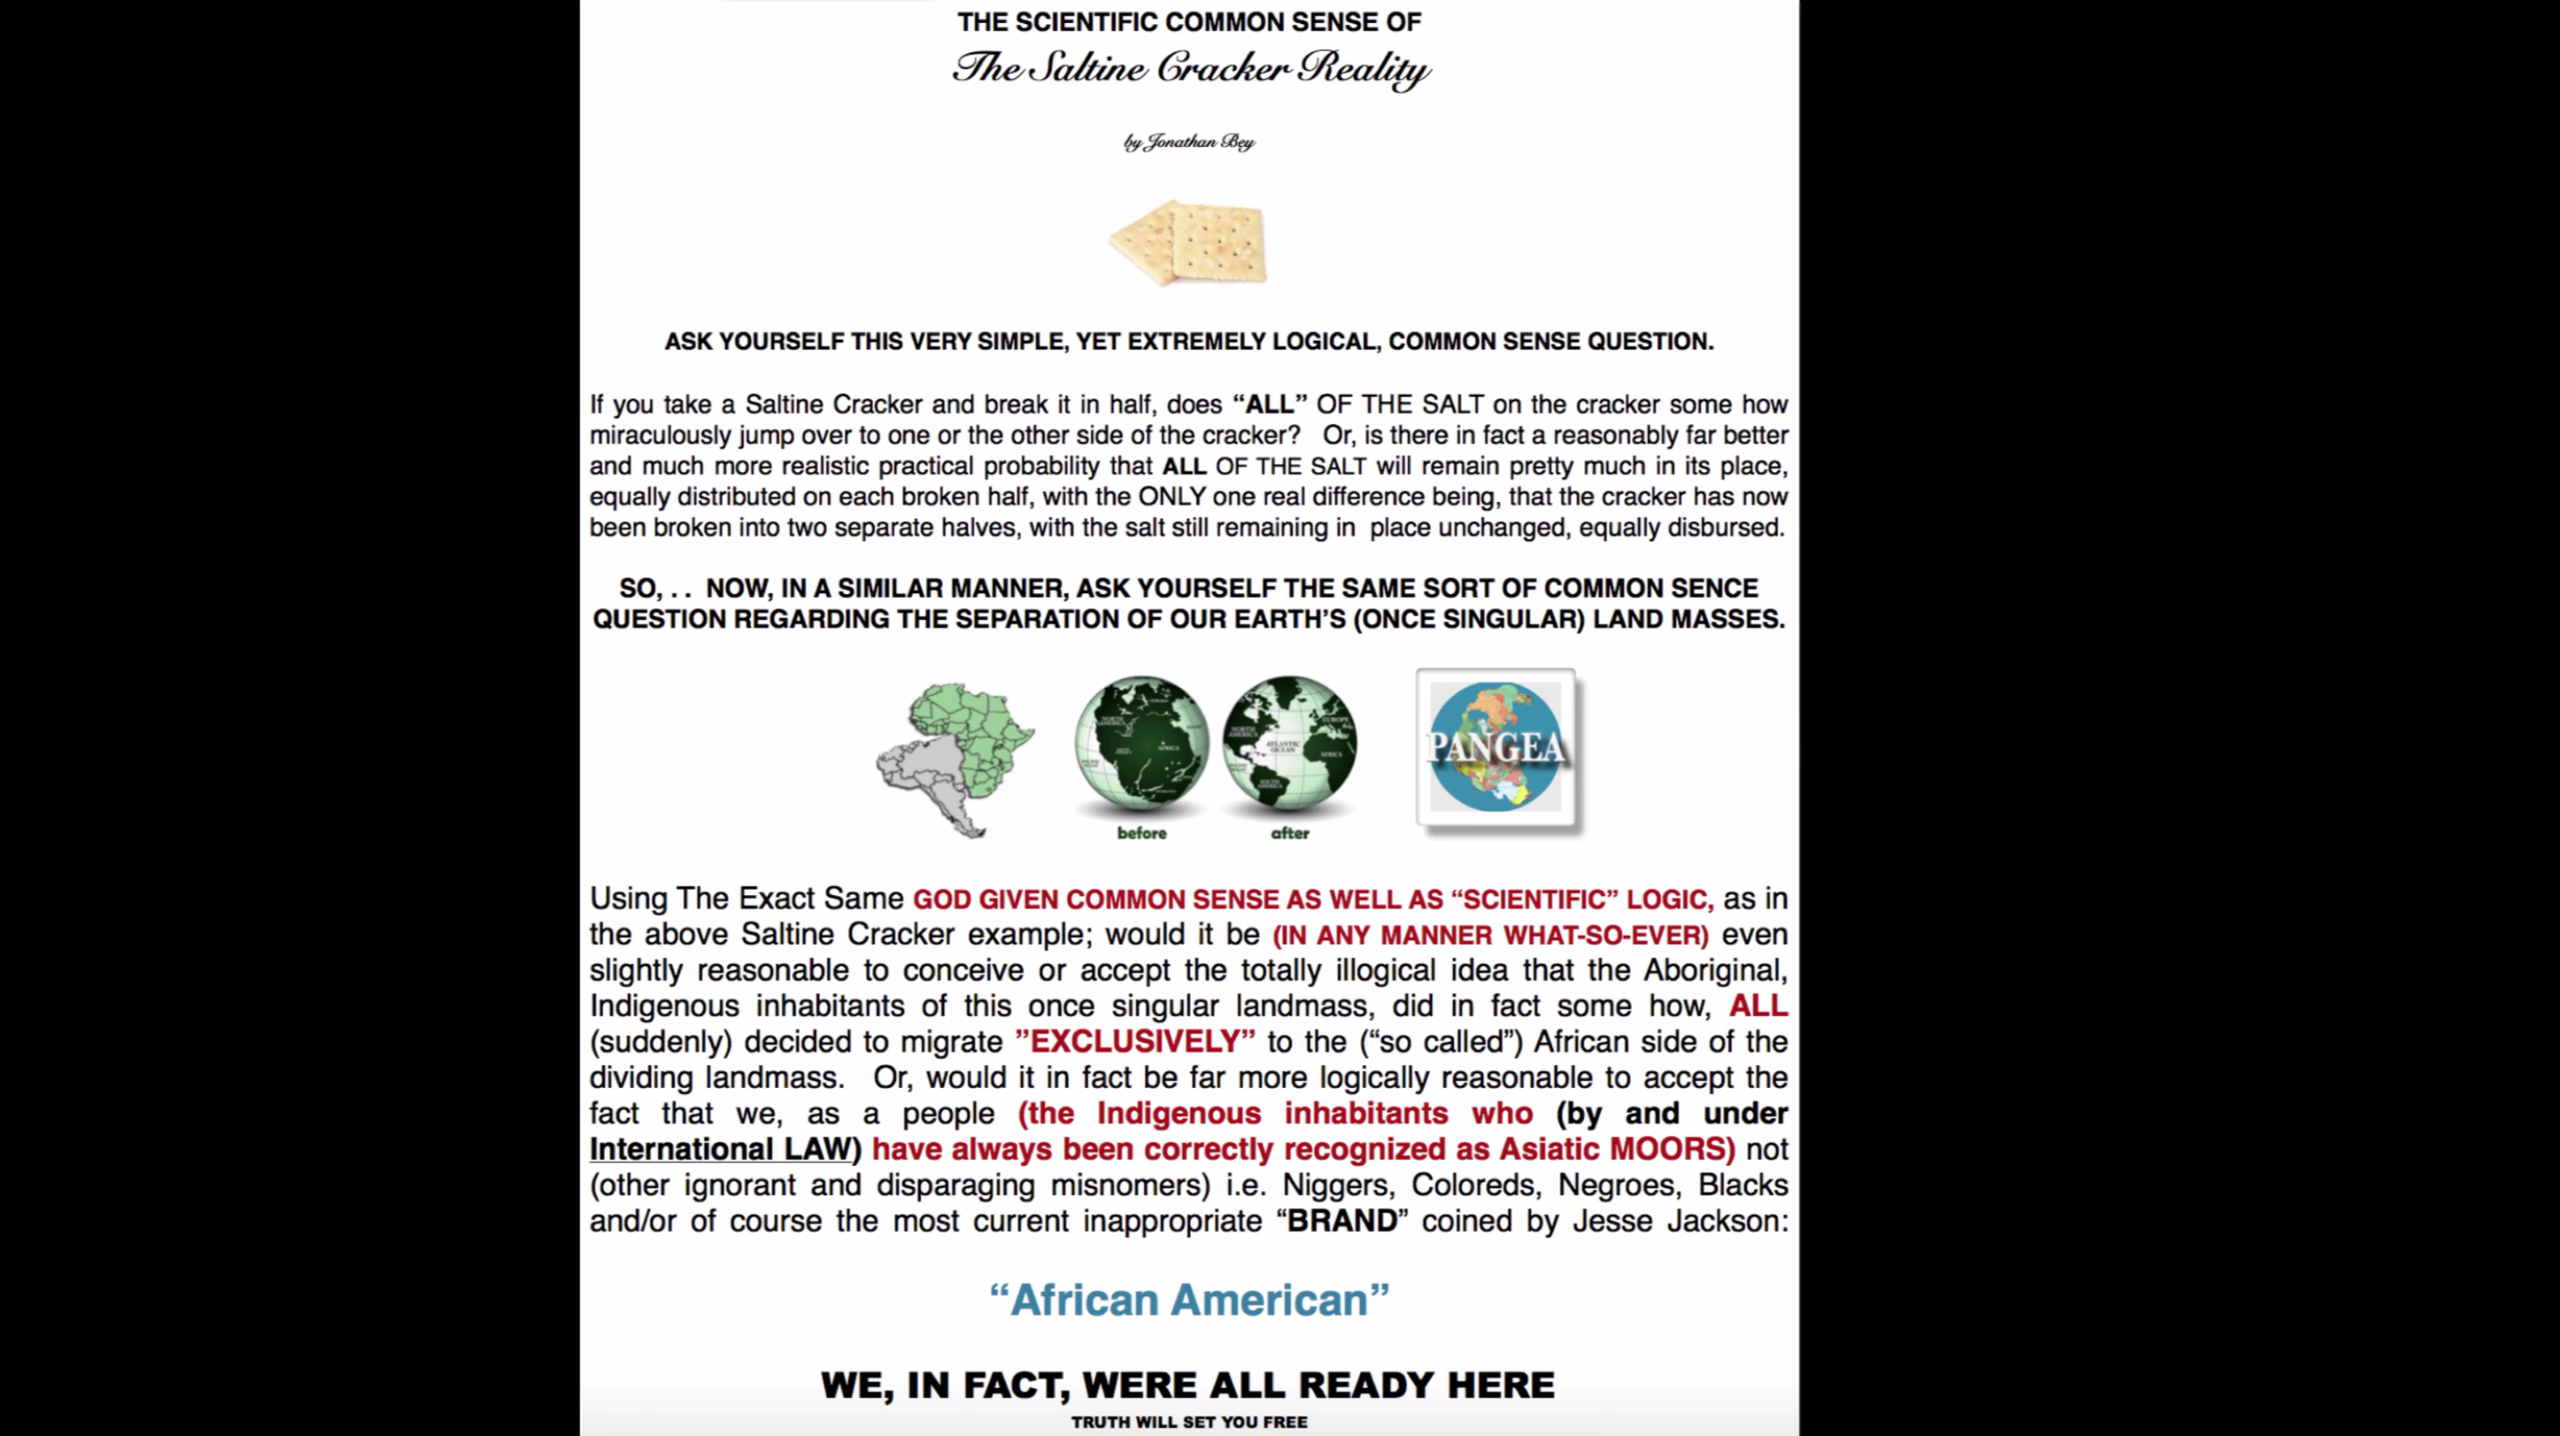 THE SCIENTIFIC COMMON SENSE OF
The Saltine Cracker Reality
by Jonathan Bey
ASK YOURSELF THIS VERY SIMPLE, YET EXTREMELY LOGICAL, COMMON SENSE QUESTION.
If you take a Saltine Cracker and break it in half, does “ALL” OF THE SALT on the cracker some how
miraculously jump over to one or the other side of the cracker? Or, is there in fact a reasonably far better
and much more realistic practical probability that ALL OF THE SALT will remain pretty much in its place,
equally distributed on each broken half, with the ONLY one real difference being, that the cracker has now
been broken into two separate halves, with the salt still remaining in place unchanged, equally disbursed.
SO, . . NOW, IN A SIMILAR MANNER, ASK YOURSELF THE SAME SORT OF COMMON SENCE
QUESTION REGARDING THE SEPARATION OF OUR EARTH’S (ONCE SINGULAR) LAND MASSES.
NORTH AMERICA
AFRICA
NORTH AMERICA
EUROPE
ATLANTIC OCEAN
AFRICA
SOUTH AMERICA
PANGEA
before
after
Using The Exact Same GOD GIVEN COMMON SENSE AS WELL AS “SCIENTIFIC” LOGIC, as in
the above Saltine Cracker example; would it be (IN ANY MANNER WHAT-SO-EVER) even
slightly reasonable to conceive or accept the totally illogical idea that the Aboriginal,
Indigenous inhabitants of this once singular landmass, did in fact some how, ALL
(suddenly) decided to migrate ”EXCLUSIVELY” to the (“so called”) African side of the
dividing landmass. Or, would it in fact be far more logically reasonable to accept the
fact that we, as a people (the Indigenous inhabitants who (by and under
International LAW) have always been correctly recognized as Asiatic MOORS) not
(other ignorant and disparaging misnomers) i.e. Niggers, Coloreds, Negroes, Blacks
and/or of course the most current inappropriate “BRAND” coined by Jesse Jackson:
“African American”
WE, IN FACT, WERE ALL READY HERE
TRUTH WILL SET YOU FREE